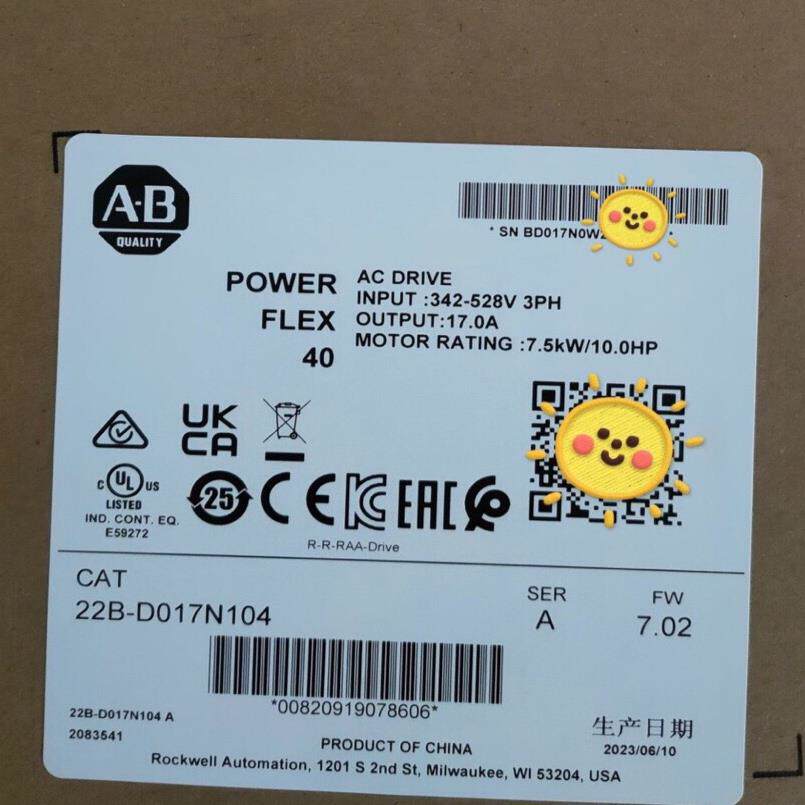 A-B
QUALITY
* SN BD017N0WZ
POWER
FLEX
40
AC DRIVE
INPUT :342-528V 3PH
OUTPUT:17.0A
MOTOR RATING :7.5kW/10.0HP
UK
CA
C UL US
LISTED
IND. CONT. EQ.
E59272
25
CE
KC
EAC
R-R-RAA-Drive
CAT
22B-D017N104
SER
A
FW
7.02
*00820919078606*
22B-D017N104 A
2083541
生产日期
2023/06/10
PRODUCT OF CHINA
Rockwell Automation, 1201 S 2nd St, Milwaukee, WI 53204, USA